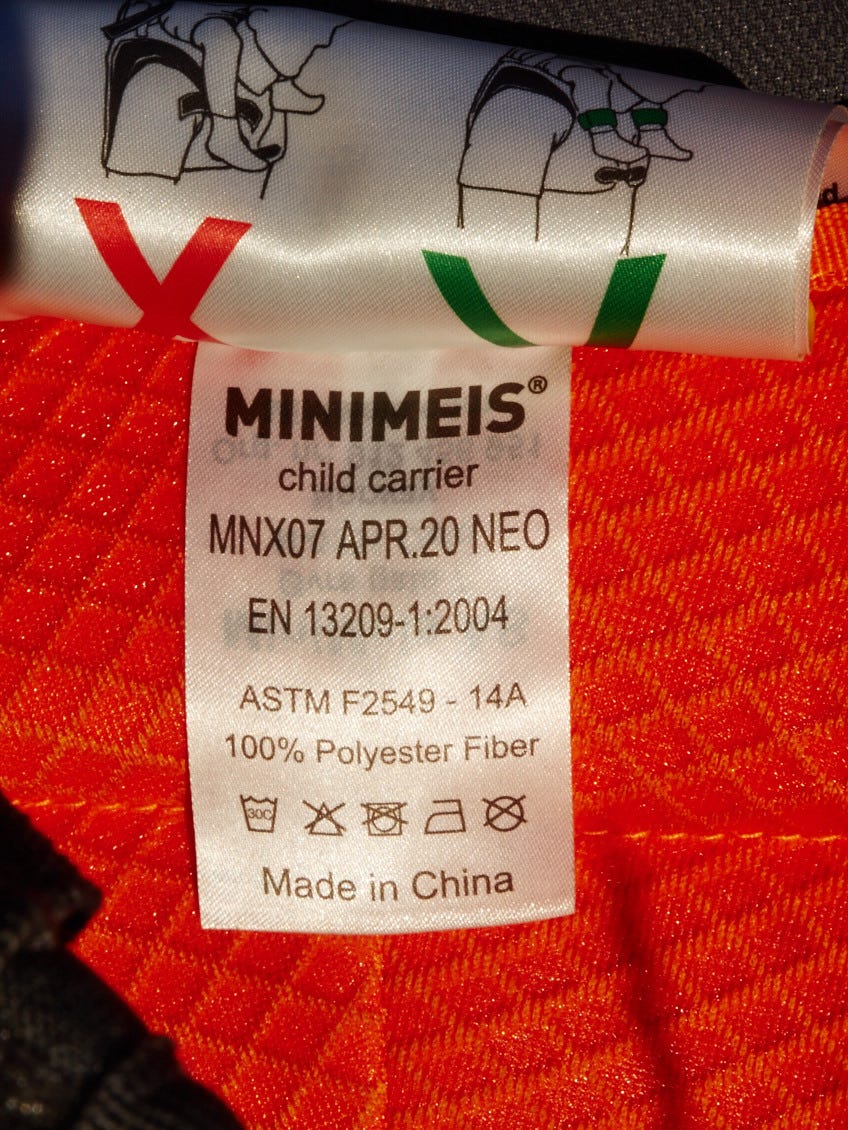 MINIMEIS®
child carrier
MNX07 APR.20 NEO
EN 13209-1:2004
ASTM F2549 - 14A
100% Polyester Fiber
30C
Made in China